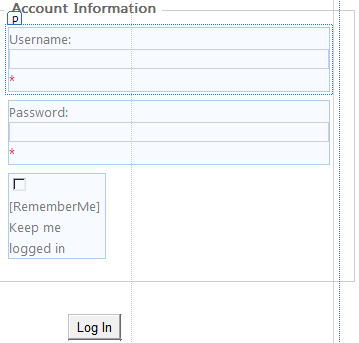 Account Information
p
Username:
*
Password:
*
[RememberMe]
Keep me
logged in
Log In